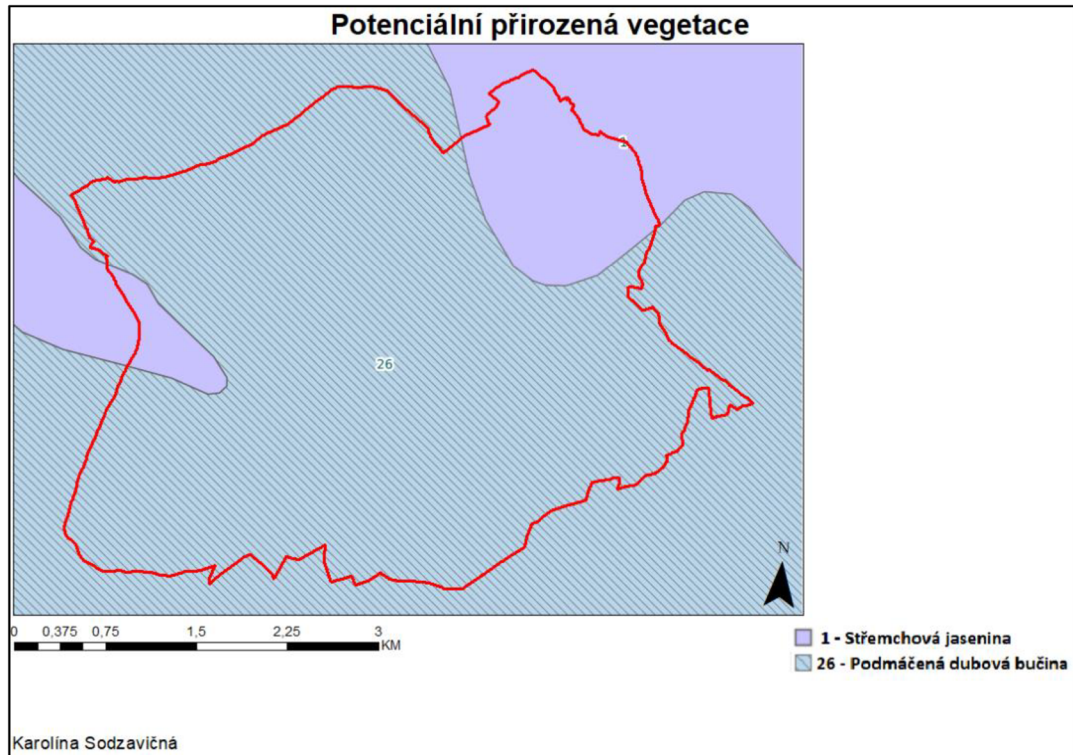 Potenciální přirozená vegetace
1
26
N
0 0,375 0,75 1,5 2,25 3
KM
1 - Střemchová jasenina
26 - Podmáčená dubová bučina
Karolína Sodzavičná